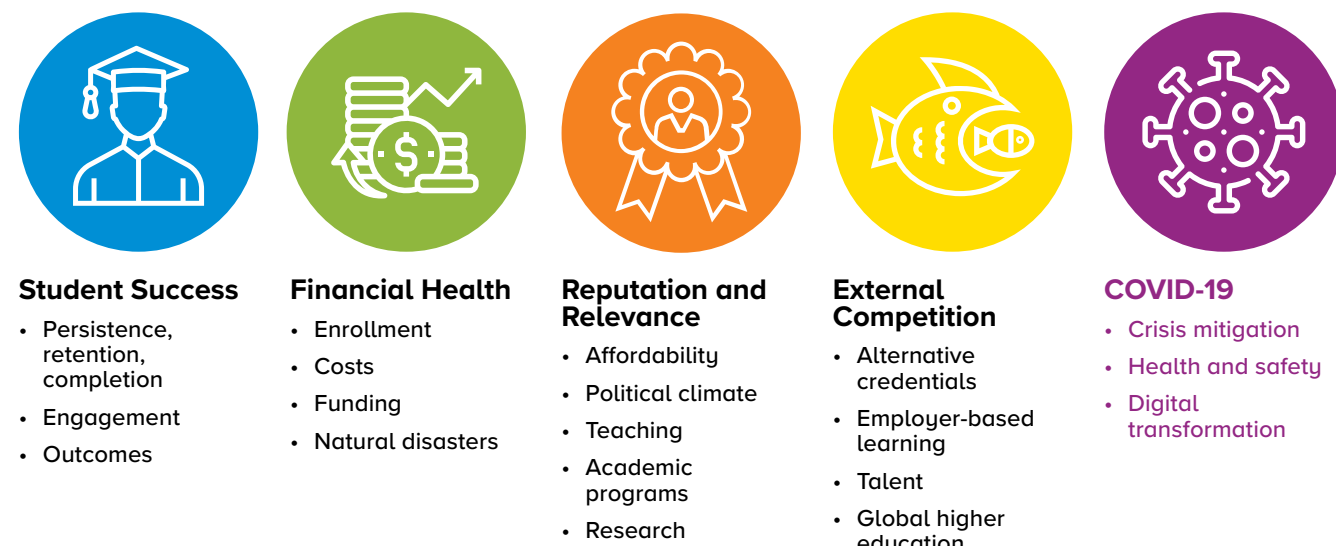 Student Success
• Persistence,
retention,
completion
• Engagement
• Outcomes
Financial Health
• Enrollment
• Costs
• Funding
• Natural disasters
Reputation and
Relevance
• Affordability
• Political climate
• Teaching
• Academic
programs
• Research
External
Competition
• Alternative
credentials
• Employer-based
learning
• Talent
• Global higher
education
COVID-19
• Crisis mitigation
• Health and safety
• Digital
transformation
$